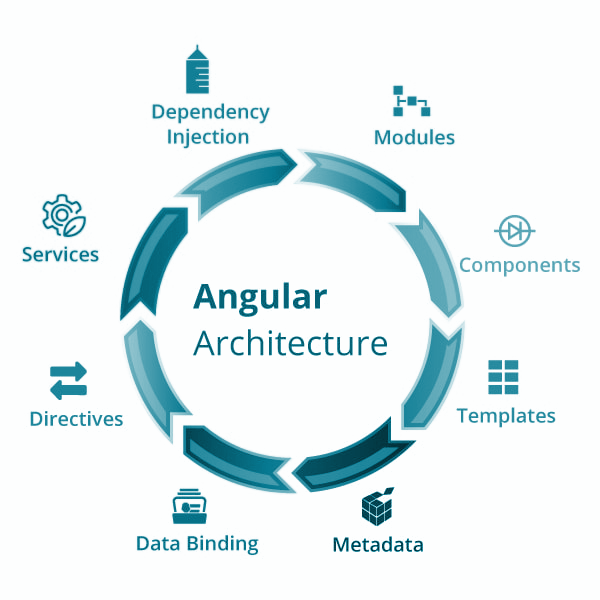 Dependency
Injection
Modules
Services
Components
Angular
Architecture
Directives
Templates
Data Binding
Metadata